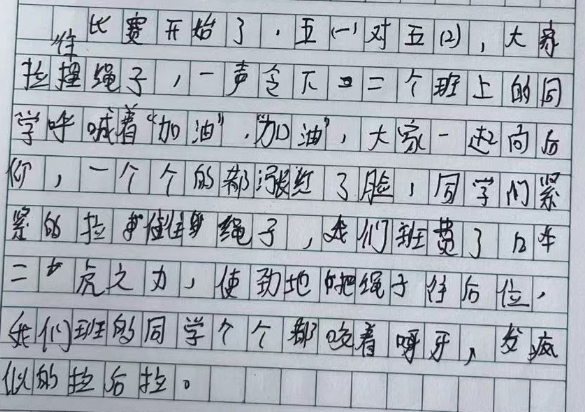 比赛开始了，五(一)对五(2)，大家
拉握住绳子，一声令下二个班上的同
学呼喊着“加油”，“加油”，大家一起向后
仰，一个个的都涨红了脸，同学们紧
紧的拉住绳子，我们班费了
二虎之力，使劲地把绳子往后位，
我们班的同学个个都咬着呀牙，发疯
似的拉后拉。